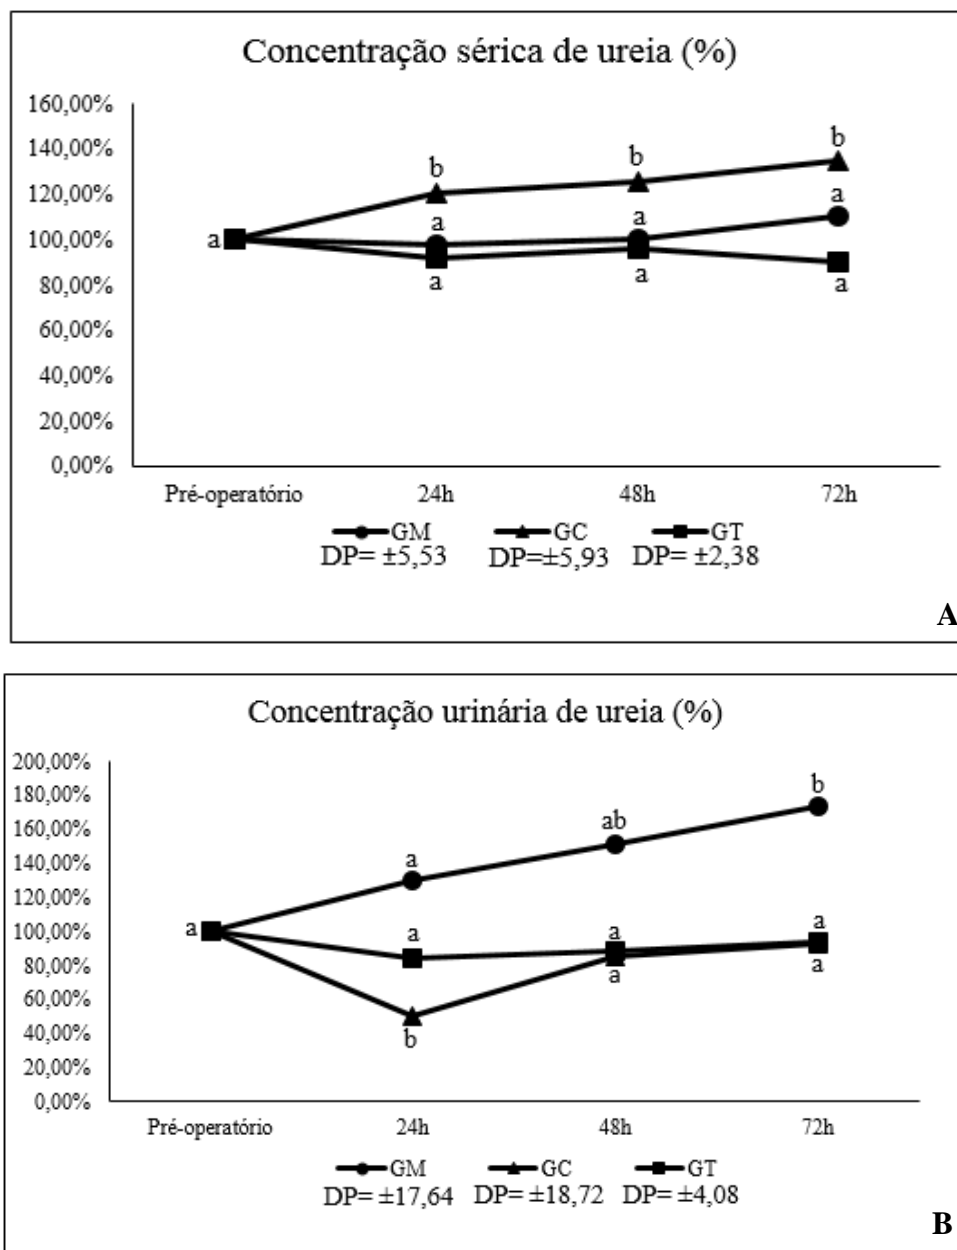 Concentração sérica de ureia (%)
160,00%
140,00%
120,00%
100,00%
80,00%
60,00%
40,00%
20,00%
0,00%
b
b
b
a
a
a
a
a
a
a
Pré-operatório 24h 48h 72h
GM GC GT
DP= ±5,53 DP=±5,93 DP= ±2,38
A
Concentração urinária de ureia (%)
200,00%
180,00%
160,00%
140,00%
120,00%
100,00%
80,00%
60,00%
40,00%
20,00%
0,00%
b
ab
a
a
a
a
a
a
a
b
Pré-operatório 24h 48h 72h
GM GC GT
DP= ±17,64 DP= ±18,72 DP= ±4,08
B